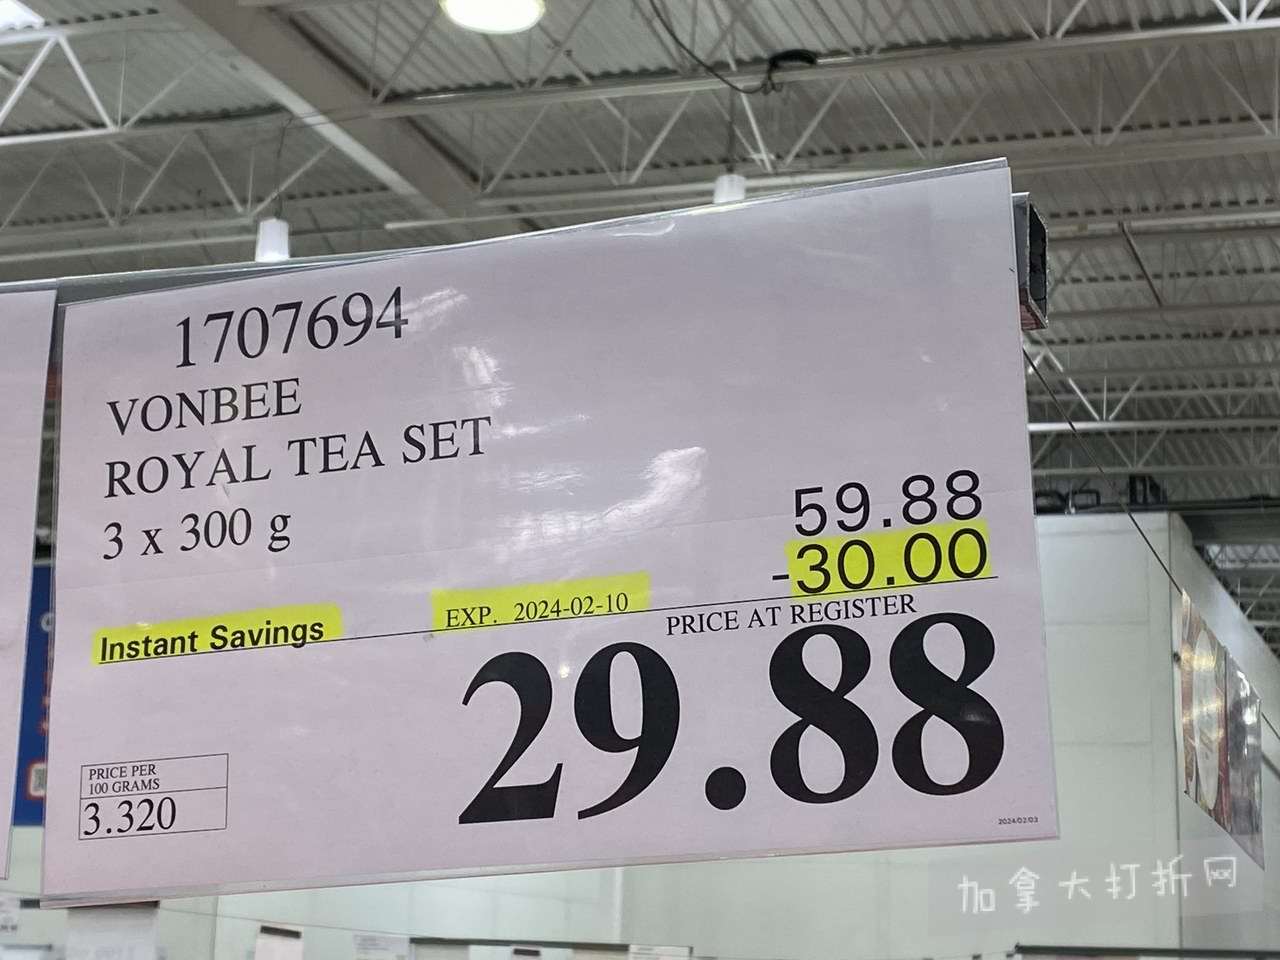 1707694
VONBEE
ROYAL TEA SET
3 x 300 g
59.88
-30.00
Instant Savings
EXP. 2024-02-10
PRICE AT REGISTER
29.88
PRICE PER
100 GRAMS
3.320
2024/02/03
加拿大打折网